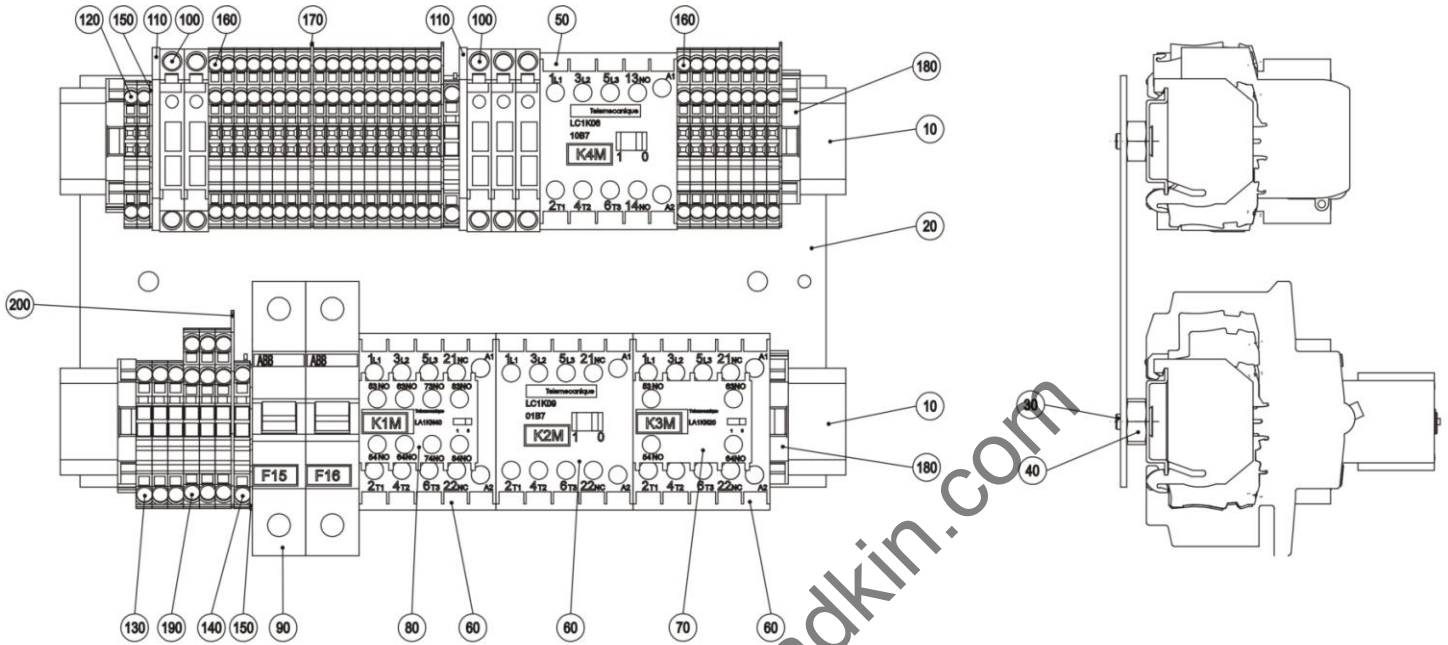 120 150 110 100 160 170 110 100 50 160
1L1 3L2 5L3 13NO A1
180
Telemecanique
LC1K06
10B7
K4M 1 0
10
2T1 4T2 6T3 14NO A2
20
200
ABB ABB
1L1 3L2 5L3 21NC A1 1L1 3L2 5L3 21NC A1 1L1 3L2 5L3 21NC A1
53NO 63NO 73NO 83NO 53NO 63NO
Telemecanique
LC1K09
01B7
K1M K2M 1 0 K3M
10
30
54NO 64NO 74NO 84NO 54NO 64NO
40
F15 F16
180
2T1 4T2 6T3 22NC A2 2T1 4T2 6T3 22NC A2 2T1 4T2 6T3 22NC A2
130 190 140 150 90 80 60 60 70 60